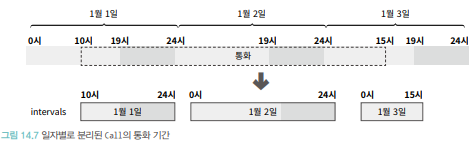 1월 1일 1월 2일 1월 3일
0시 10시 19시 24시 19시 24시 15시 19시 24시
통화
10시 24시 0시 24시 0시 15시
intervals 1월 1일 1월 2일 1월 3일
그림 14.7 일자별로 분리된 Call의 통화 기간